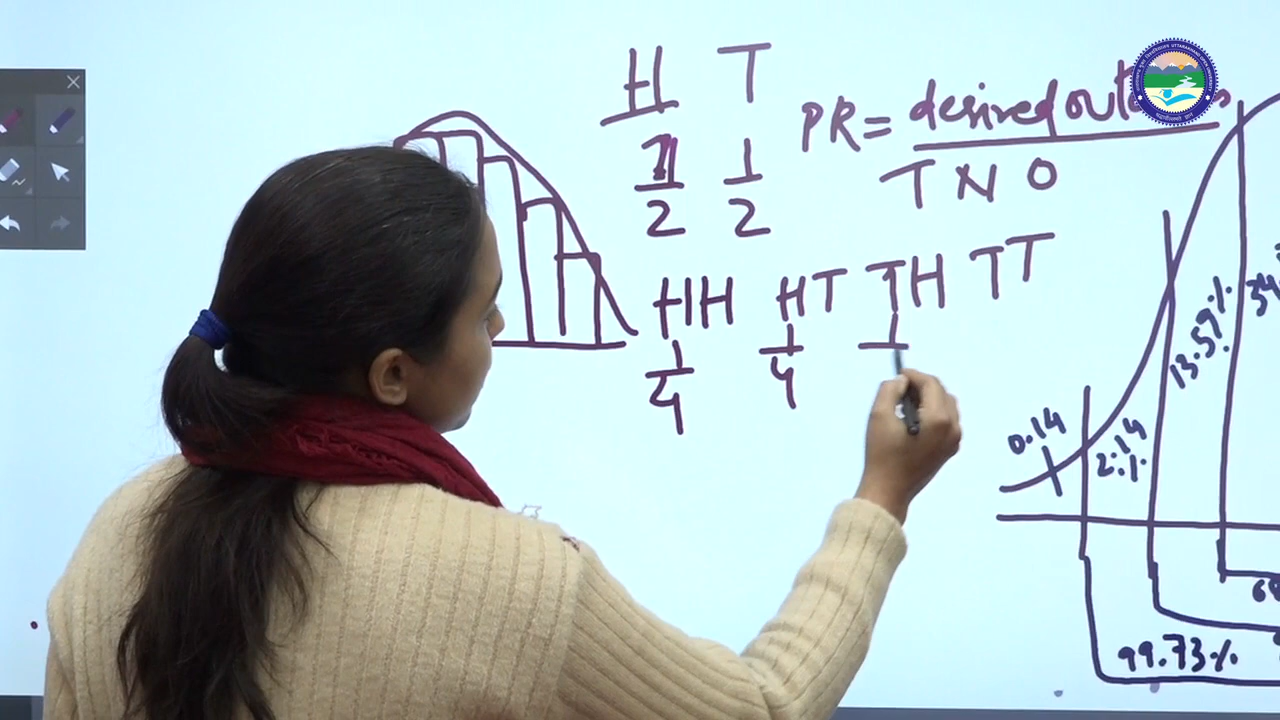 H T
1/2 1/2
PR = desired
T N O
HH HT TH TT
1/4 1/4 1
0.14
2.14 %
13.59 %
34
99.73 %